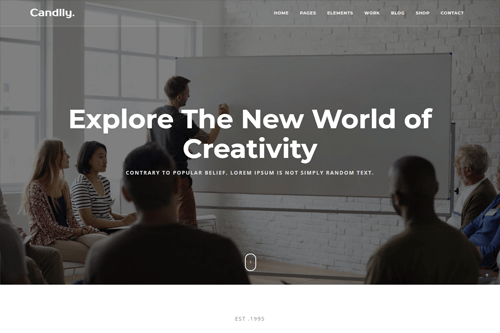 Candlly.
HOME PAGES ELEMENTS WORK BLOG SHOP CONTACT
Explore The New World of
Creativity
CONTRARY TO POPULAR BELIEF, LOREM IPSUM IS NOT SIMPLY RANDOM TEXT.
EST .1995